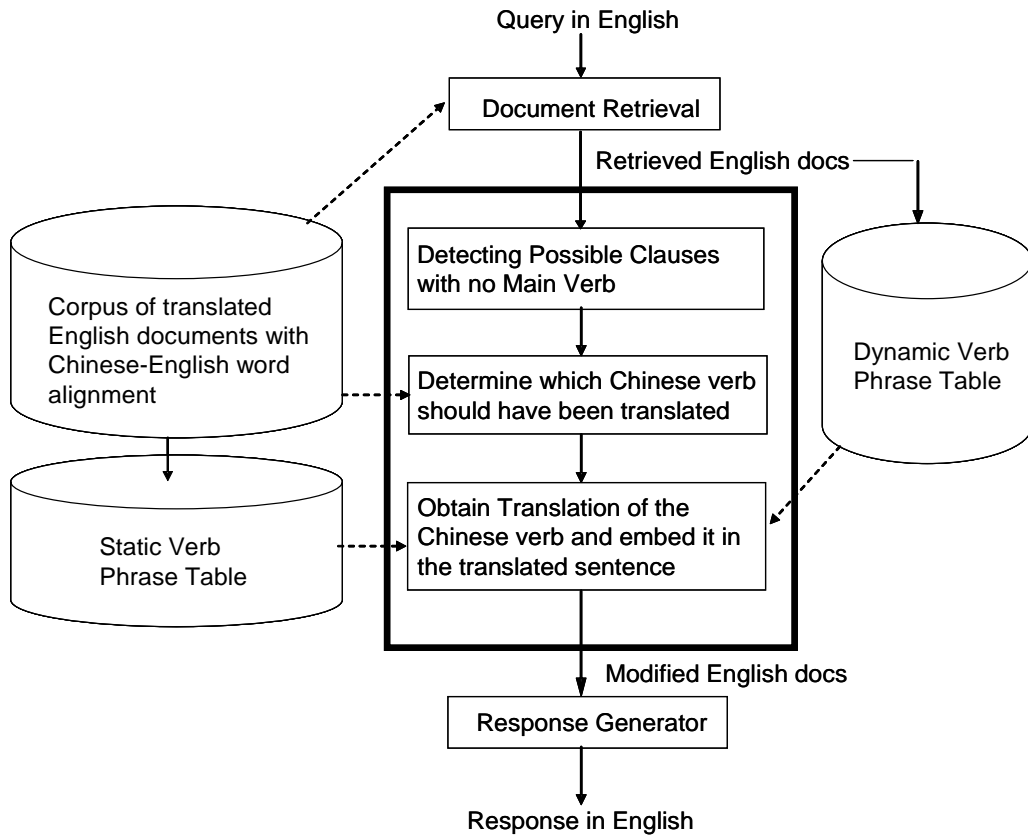 Query in English
Document Retrieval
Retrieved English docs
Detecting Possible Clauses
with no Main Verb
Corpus of translated
English documents with
Chinese-English word
alignment
Dynamic Verb
Phrase Table
Determine which Chinese verb
should have been translated
Obtain Translation of the
Chinese verb and embed it in
the translated sentence
Static Verb
Phrase Table
Modified English docs
Response Generator
Response in English